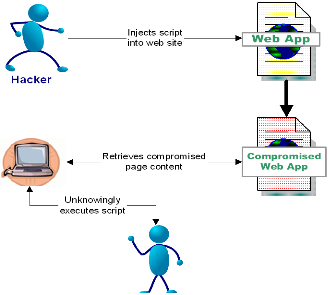 Injects script
into web site
Web App
Hacker
Retrieves compromised
page content
Compromised
Web App
Unknowingly
executes script